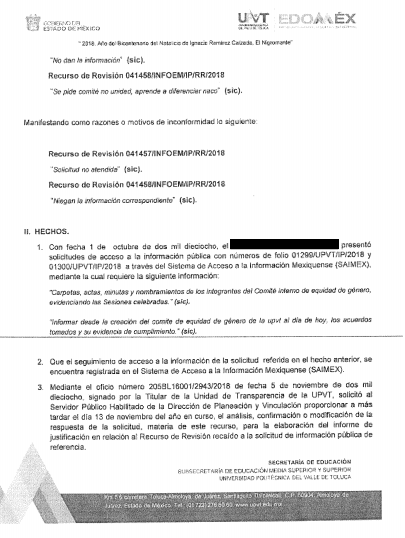 GOBIERNO DEL
ESTADO DE MÉXICO
UVT
EDOMÉX
"2018. Año del Bicentenario del Natalicio de Ignacio Ramírez Calzada, El Nigromante"
"No dan la información" (sic).
Recurso de Revisión 041458/INFOEM/IP/RR/2018
"Se pide comité no unidad, aprende a diferenciar naco" (sic).
Manifestando como razones o motivos de inconformidad lo siguiente:
Recurso de Revisión 041457/INFOEM/IP/RR/2018
"Solicitud no atendida" (sic).
Recurso de Revisión 041458/INFOEM/IP/RR/2018
"Niegan la información correspondiente" (sic).
II. HECHOS.
1. Con fecha 1 de octubre de dos mil dieciocho, el presentó
solicitudes de acceso a la información pública con números de folio 01299/UPVT/IP/2018 y
01300/UPVT/IP/2018 a través del Sistema de Acceso a la Información Mexiquense (SAIMEX),
mediante la cual requiere la siguiente información:
"Carpetas, actas, minutas y nombramientos de los integrantes del Comité interno de equidad de género,
evidenciando las Sesiones celebradas." (sic).
"Informar desde la creación del comité de equidad de género de la upvt al día de hoy, los acuerdos
tomados y su evidencia de cumplimiento." (sic).
2. Que el seguimiento de acceso a la información de la solicitud referida en el hecho anterior, se
encuentra registrada en el Sistema de Acceso a la Información Mexiquense (SAIMEX).
3. Mediante el oficio número 205BL16001/2943/2018 de fecha 5 de noviembre de dos mil
dieciocho, signado por la Titular de la Unidad de Transparencia de la UPVT, solicitó al
Servidor Público Habilitado de la Dirección de Planeación y Vinculación proporcionar a más
tardar el día 13 de noviembre del año en curso, el análisis, confirmación o modificación de la
respuesta de la solicitud, materia de este recurso, para la elaboración del informe de
justificación en relación al Recurso de Revisión recaído a la solicitud de información pública de
referencia.
SECRETARÍA DE EDUCACIÓN
SUBSECRETARÍA DE EDUCACIÓN MEDIA SUPERIOR Y SUPERIOR
UNIVERSIDAD POLITÉCNICA DEL VALLE DE TOLUCA
Km 5.6 carretera Toluca-Almoloya de Juárez, Santiaguito Tlalcilalcali, C.P. 50904, Almoloya de
Juárez, Estado de México. Tel.: (01 722) 276 60 60. www.upvt.edu.mx